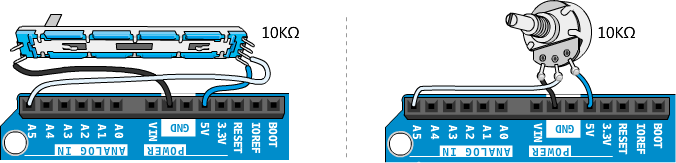 10KΩ
A5 A4 A3 A2 A1 A0 VIN GND 5V 3.3V RESET IOREF BOOT
ANALOG IN POWER
10KΩ
A5 A4 A3 A2 A1 A0 VIN GND 5V 3.3V RESET IOREF BOOT
ANALOG IN POWER